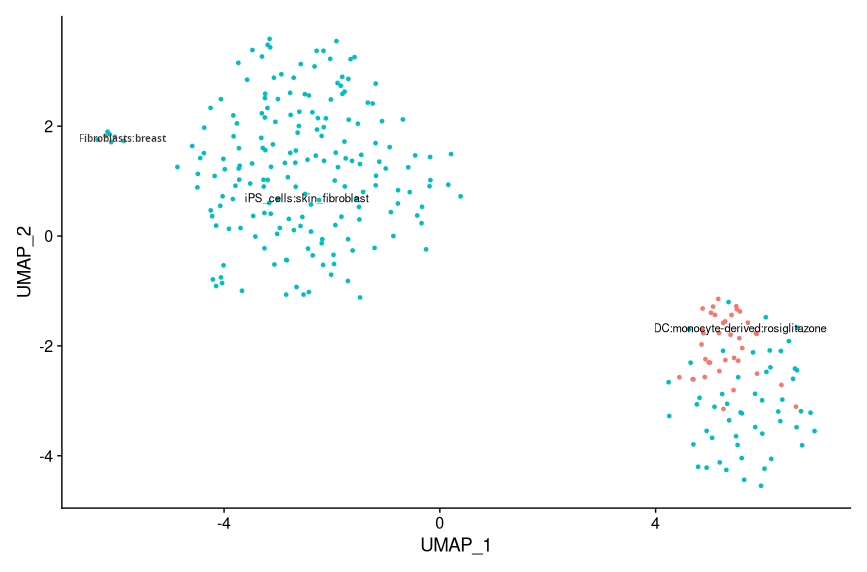 2
0
-2
-4
UMAP_2
Fibroblasts:breast
iPS_cells:skin_fibroblast
DC:monocyte-derived:rosiglitazone
-4
0
4
UMAP_1